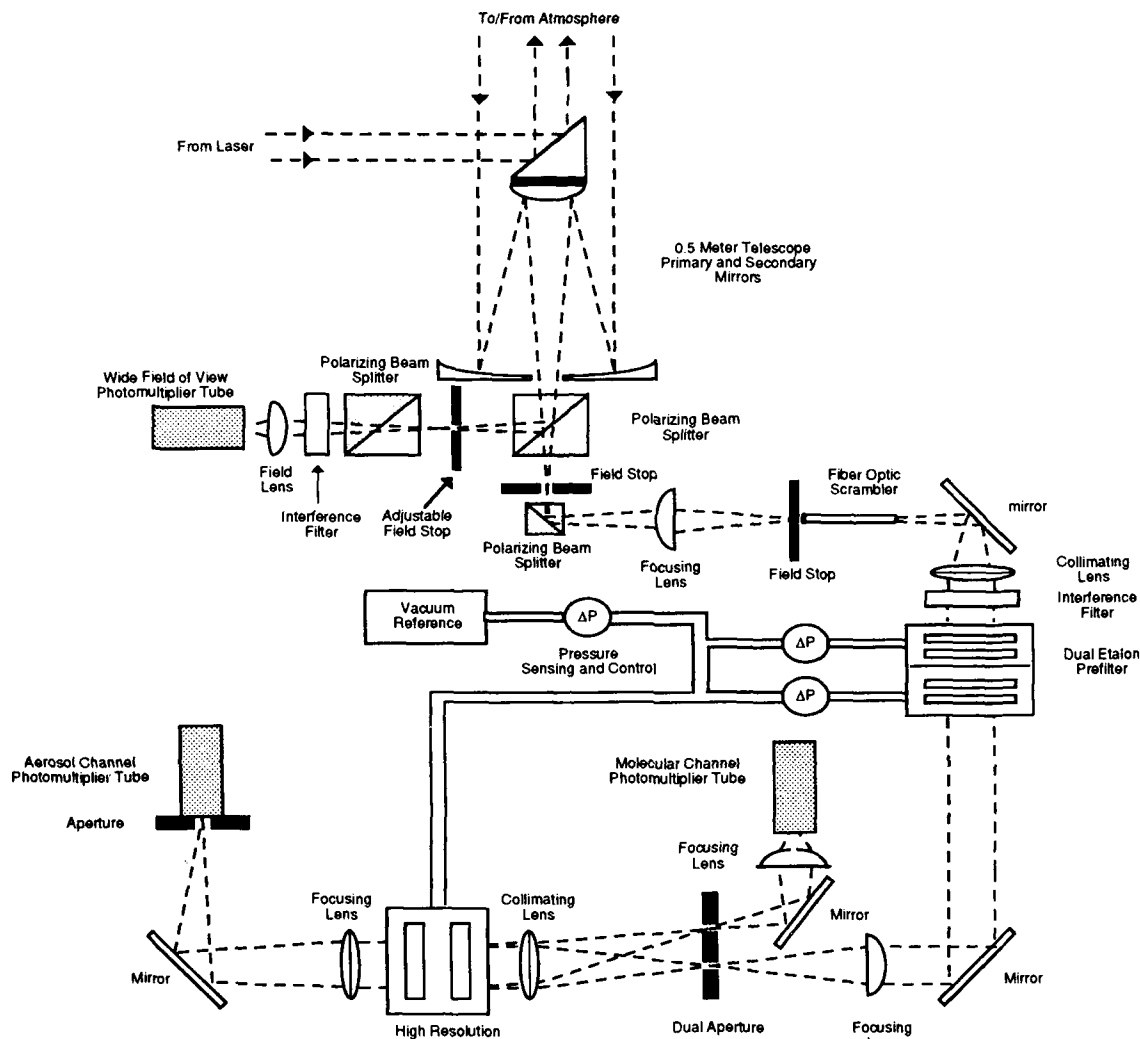 To/From Atmosphere
From Laser
0.5 Meter Telescope
Primary and Secondary
Mirrors
Wide Field of View
Photomultiplier Tube
Polarizing Beam
Splitter
Polarizing Beam
Splitter
Field
Lens
Interference
Filter
Adjustable
Field Stop
Field Stop
Polarizing Beam
Splitter
Focusing
Lens
Fiber Optic
Scrambler
Field Stop
mirror
Collimating
Lens
Interference
Filter
Vacuum
Reference
ΔP
Pressure
Sensing and Control
ΔP
ΔP
Dual Etalon
Prefilter
Aerosol Channel
Photomultiplier Tube
Aperture
Molecular Channel
Photomultiplier Tube
Focusing
Lens
Mirror
Focusing
Lens
Collimating
Lens
Mirror
High Resolution
Dual Aperture
Focusing
Mirror